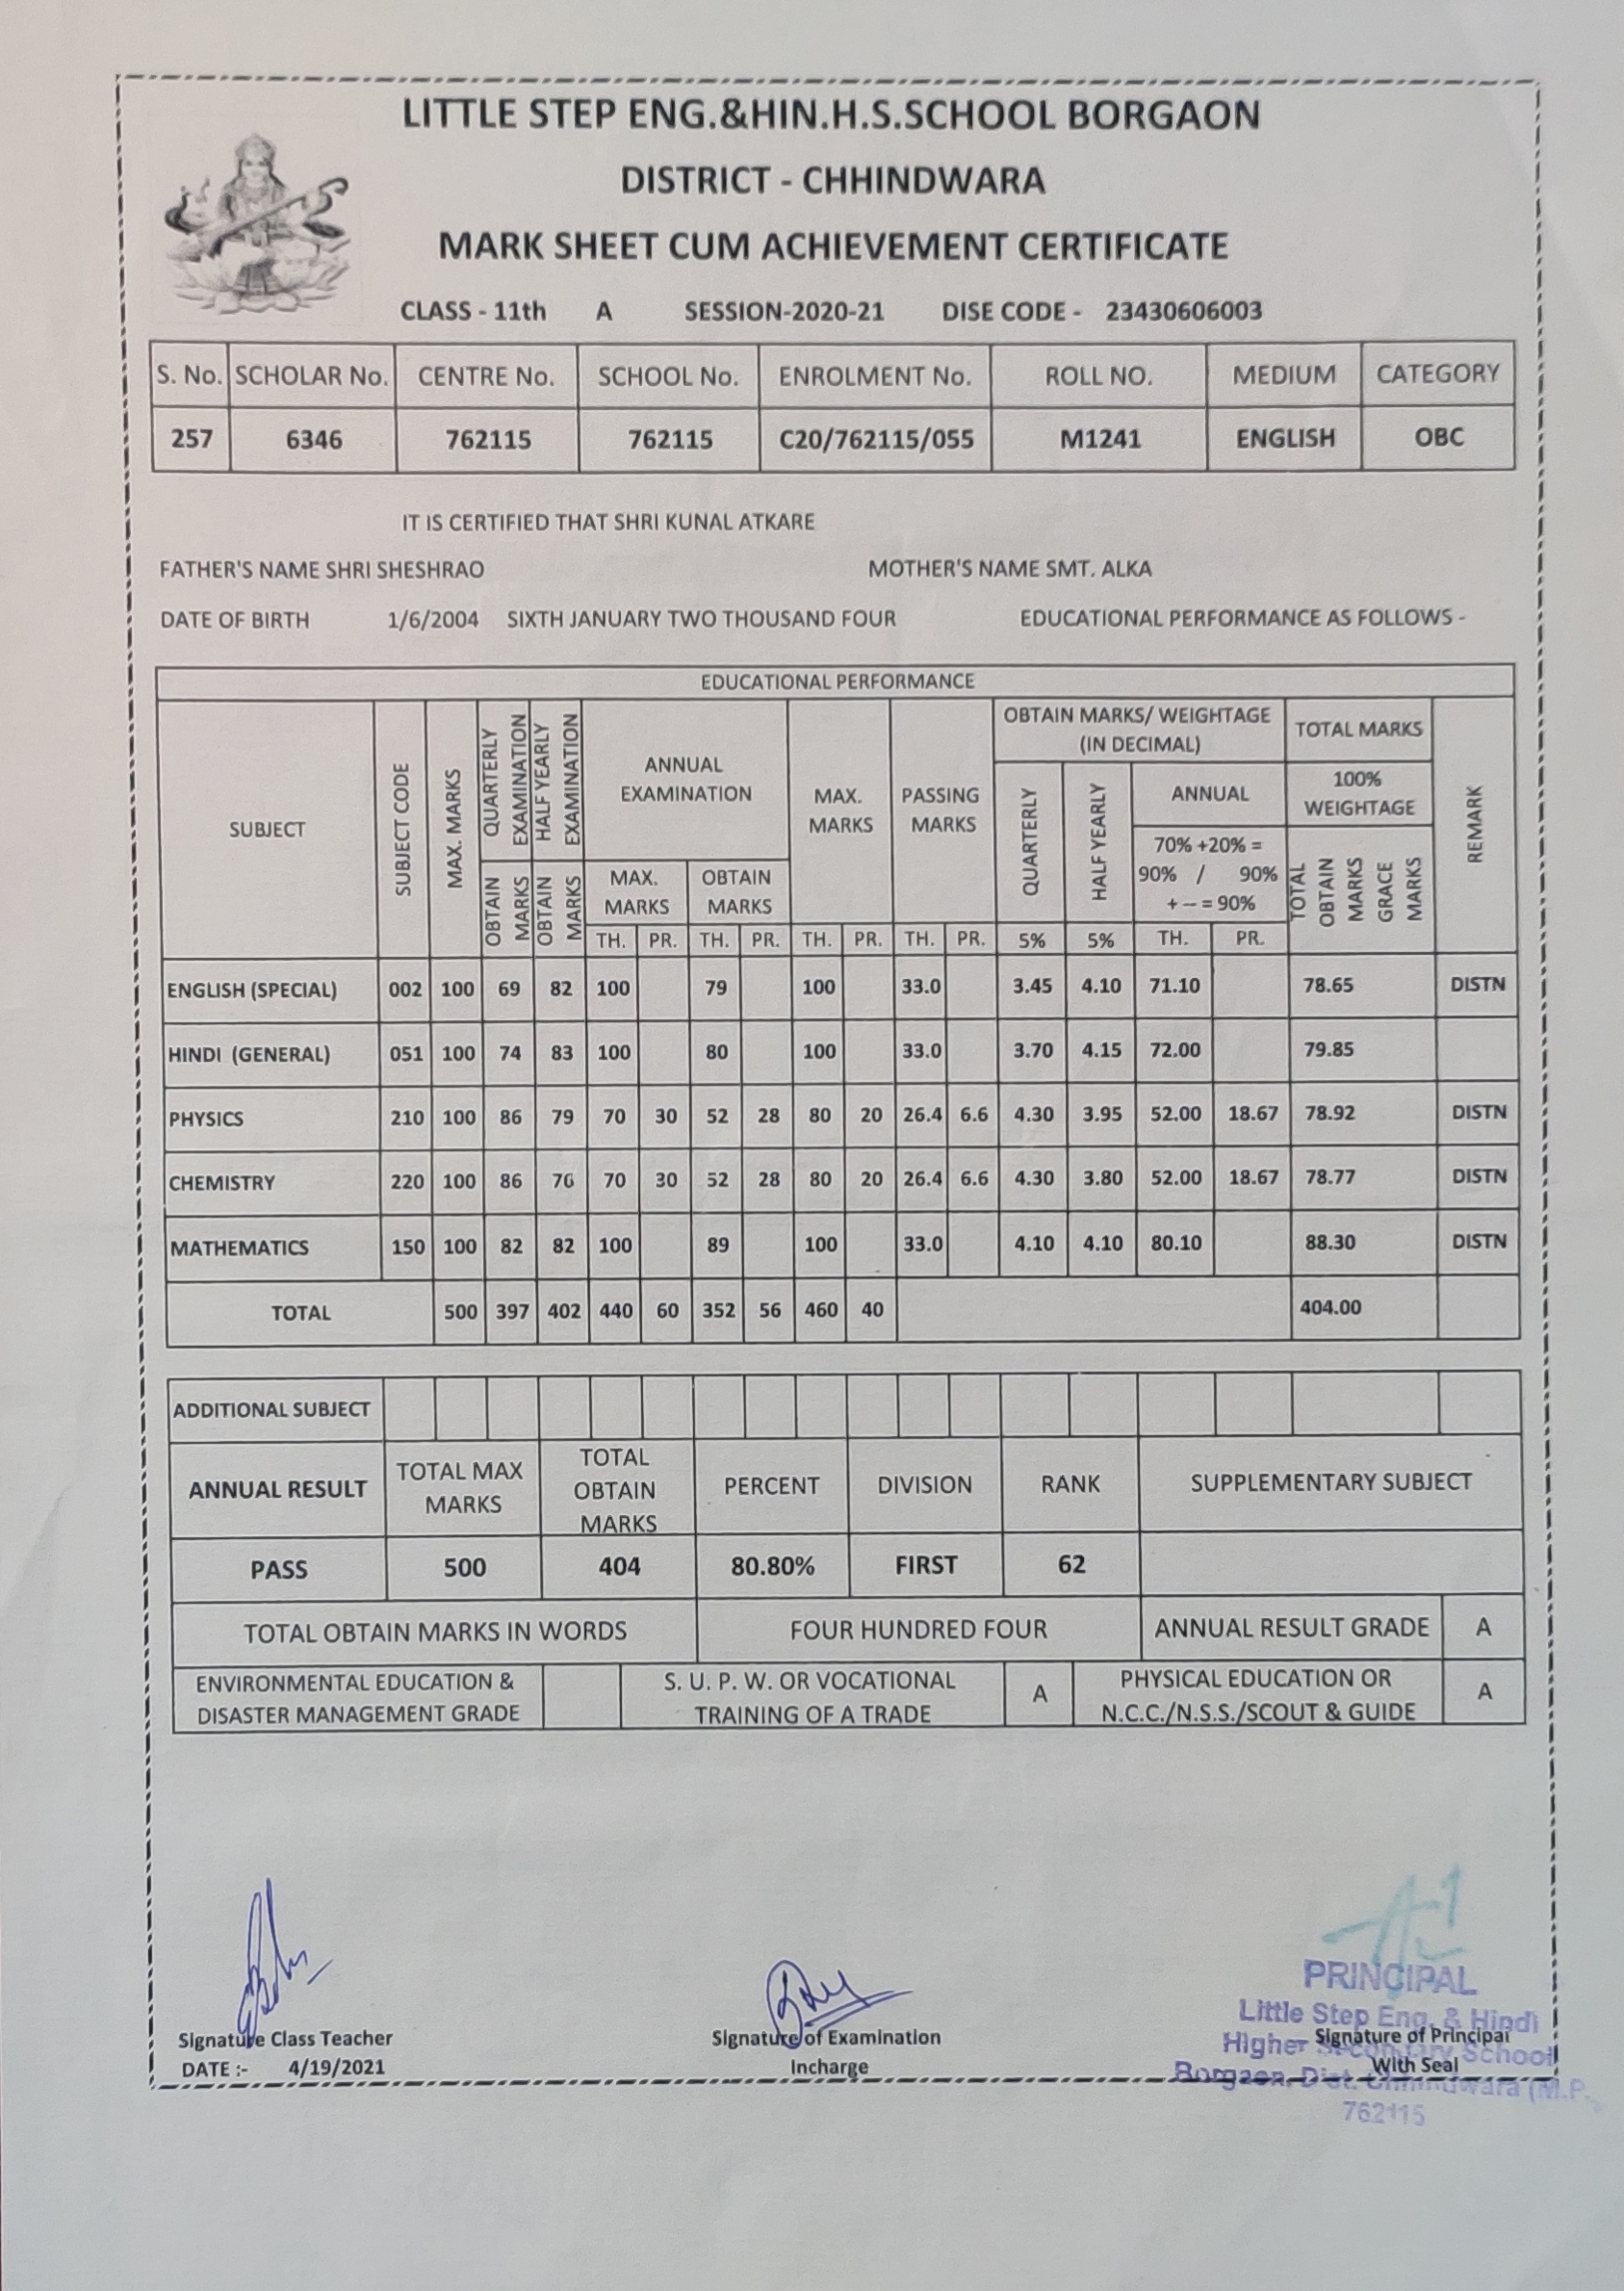 LITTLE STEP ENG.&HIN.H.S.SCHOOL BORGAON
DISTRICT - CHHINDWARA
MARK SHEET CUM ACHIEVEMENT CERTIFICATE
CLASS - 11th A SESSION-2020-21 DISE CODE - 23430606003
S. No. SCHOLAR No. CENTRE No. SCHOOL No. ENROLMENT No. ROLL NO. MEDIUM CATEGORY
257 6346 762115 762115 C20/762115/055 M1241 ENGLISH OBC
IT IS CERTIFIED THAT SHRI KUNAL ATKARE
FATHER'S NAME SHRI SHESHRAO MOTHER'S NAME SMT. ALKA
DATE OF BIRTH 1/6/2004 SIXTH JANUARY TWO THOUSAND FOUR EDUCATIONAL PERFORMANCE AS FOLLOWS -
EDUCATIONAL PERFORMANCE
SUBJECT
SUBJECT CODE
MAX. MARKS
QUARTERLY EXAMINATION
OBTAIN MARKS
HALF YEARLY EXAMINATION
OBTAIN MARKS
ANNUAL EXAMINATION
MAX. MARKS
OBTAIN MARKS
MAX. MARKS
PASSING MARKS
OBTAIN MARKS/ WEIGHTAGE
(IN DECIMAL)
QUARTERLY
HALF YEARLY
ANNUAL
70% +20% =
90% / 90%
+ -- = 90%
TOTAL MARKS
100%
WEIGHTAGE
TOTAL OBTAIN MARKS GRACE MARKS
REMARK
TH. PR. TH. PR. TH. PR. TH. PR. 5% 5% TH. PR.
ENGLISH (SPECIAL) 002 100 69 82 100 79 100 33.0 3.45 4.10 71.10 78.65 DISTN
HINDI (GENERAL) 051 100 74 83 100 80 100 33.0 3.70 4.15 72.00 79.85
PHYSICS 210 100 86 79 70 30 52 28 80 20 26.4 6.6 4.30 3.95 52.00 18.67 78.92 DISTN
CHEMISTRY 220 100 86 76 70 30 52 28 80 20 26.4 6.6 4.30 3.80 52.00 18.67 78.77 DISTN
MATHEMATICS 150 100 82 82 100 89 100 33.0 4.10 4.10 80.10 88.30 DISTN
TOTAL 500 397 402 440 60 352 56 460 40 404.00
ADDITIONAL SUBJECT
ANNUAL RESULT TOTAL MAX MARKS TOTAL OBTAIN MARKS PERCENT DIVISION RANK SUPPLEMENTARY SUBJECT
PASS 500 404 80.80% FIRST 62
TOTAL OBTAIN MARKS IN WORDS FOUR HUNDRED FOUR ANNUAL RESULT GRADE A
ENVIRONMENTAL EDUCATION & DISASTER MANAGEMENT GRADE S. U. P. W. OR VOCATIONAL TRAINING OF A TRADE A PHYSICAL EDUCATION OR N.C.C./N.S.S./SCOUT & GUIDE A
PRINCIPAL
Little Step Eng. & Hindi
Higher Secondary School
Borgaon, Dist. Chhindwara (M.P.
762115
Signature Class Teacher
Signature of Examination
Incharge
Signature of Principal
With Seal
DATE :- 4/19/2021